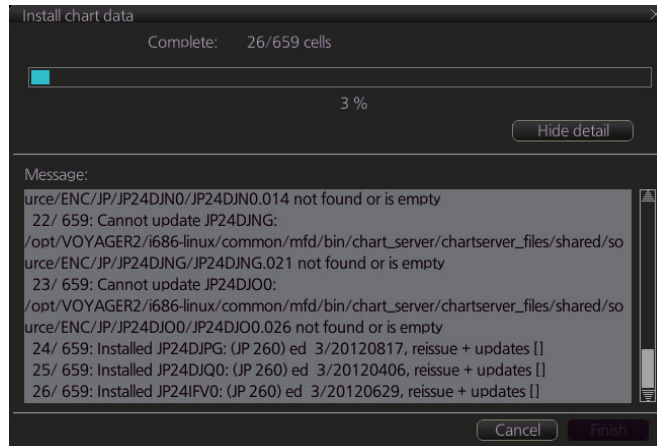 Install chart data
Complete: 26/659 cells
3 %
Hide detail
Message:
urce/ENC/JP/JP24DJN0/JP24DJN0.014 not found or is empty
22/ 659: Cannot update JP24DJNG:
/opt/VOYAGER2/i686-linux/common/mfd/bin/chart_server/chartserver_files/shared/so
urce/ENC/JP/JP24DJNG/JP24DJNG.021 not found or is empty
23/ 659: Cannot update JP24DJO0:
/opt/VOYAGER2/i686-linux/common/mfd/bin/chart_server/chartserver_files/shared/so
urce/ENC/JP/JP24DJO0/JP24DJO0.026 not found or is empty
24/ 659: Installed JP24DJPG: (JP 260) ed 3/20120817, reissue + updates []
25/ 659: Installed JP24DJQ0: (JP 260) ed 3/20120406, reissue + updates []
26/ 659: Installed JP24IFV0: (JP 260) ed 3/20120629, reissue + updates []
Cancel
Finish